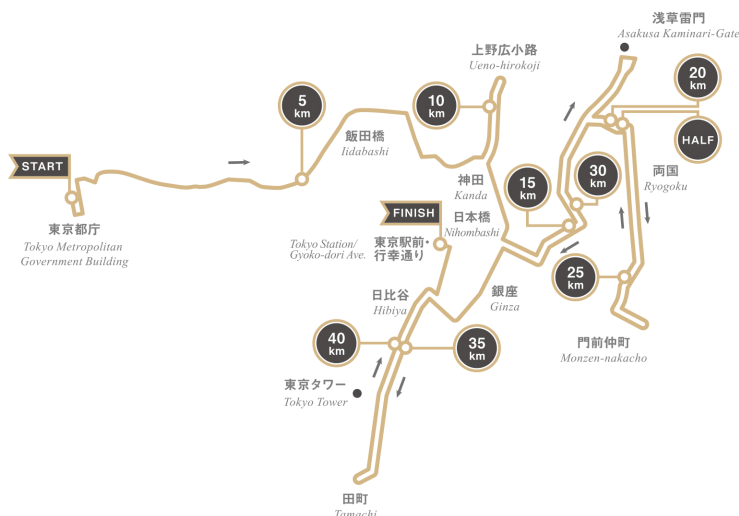 浅草雷門
Asakusa Kaminari-Gate
上野広小路
Ueno-hirokoji
20
km
5
km
10
km
飯田橋
Iidabashi
HALF
START
神田
Kanda
15
km
30
km
両国
Ryogoku
東京都庁
Tokyo Metropolitan
Government Building
FINISH
日本橋
Nihombashi
Tokyo Station/
Gyoko-dori Ave.
東京駅前・
行幸通り
25
km
日比谷
Hibiya
銀座
Ginza
門前仲町
Monzen-nakacho
40
km
35
km
東京タワー
Tokyo Tower
田町
Tamachi